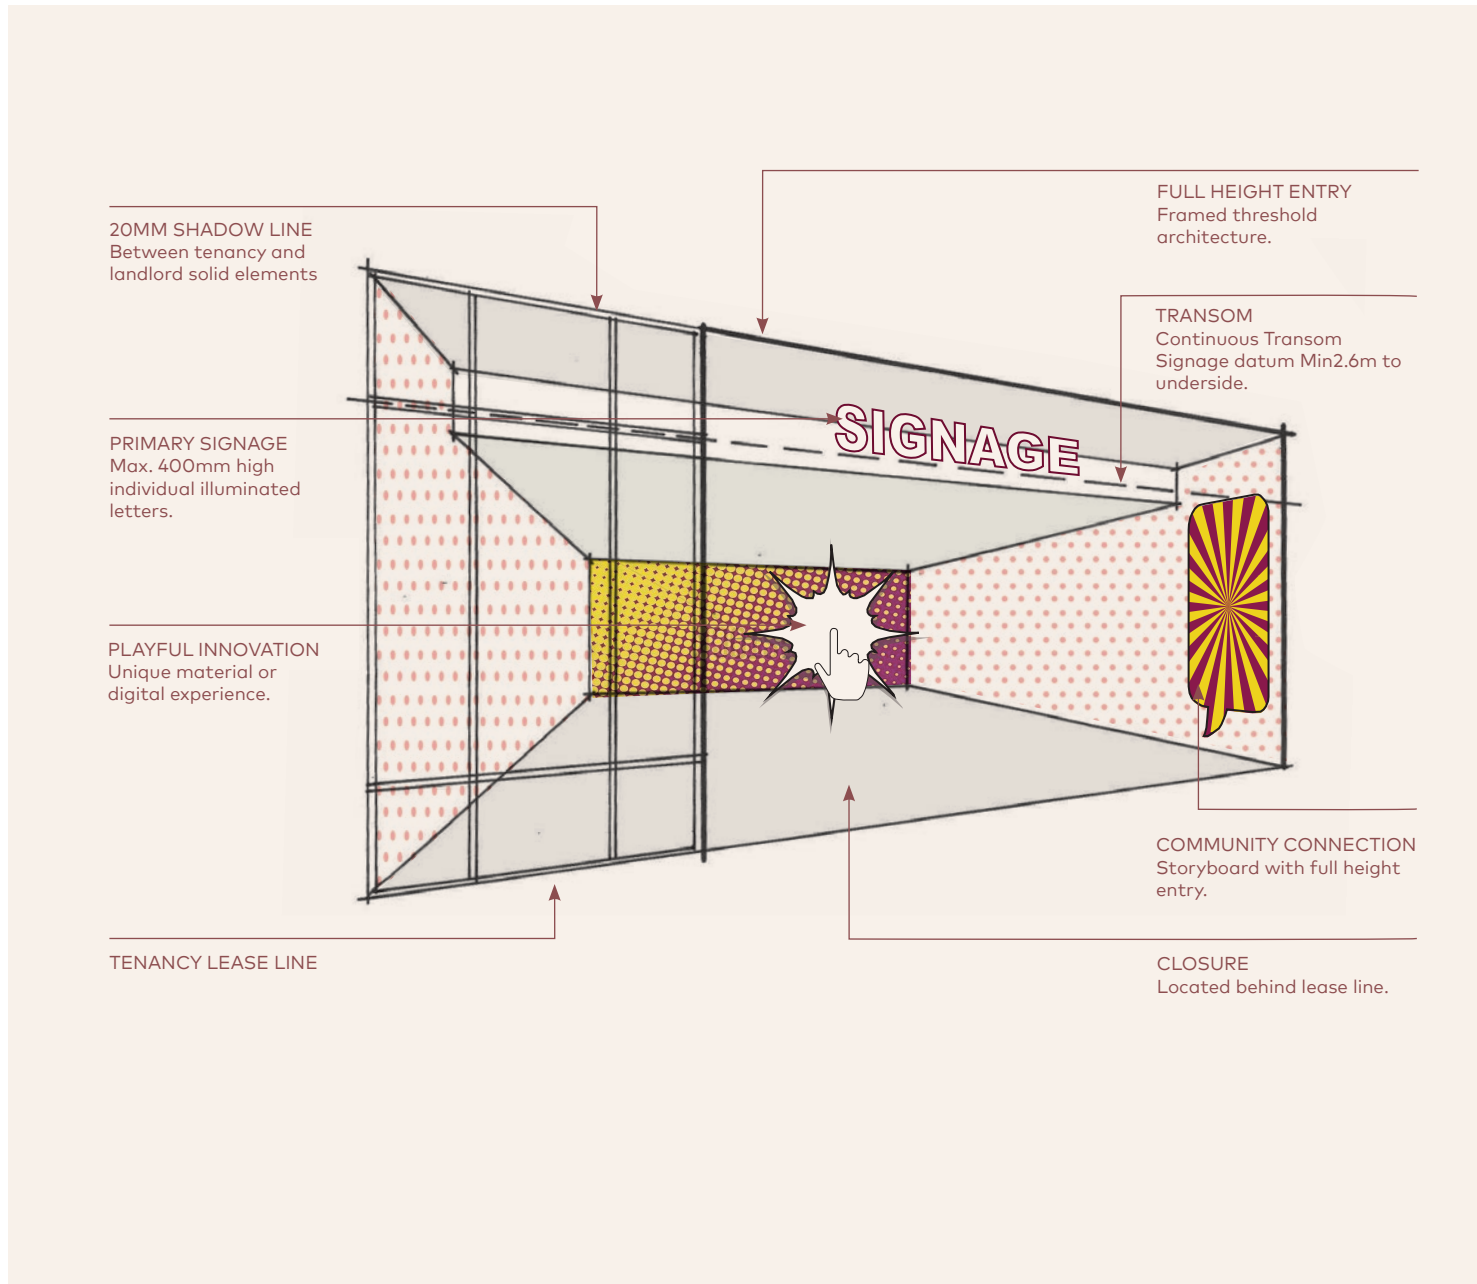 20MM SHADOW LINE
Between tenancy and
landlord solid elements
PRIMARY SIGNAGE
Max. 400mm high
individual illuminated
letters.
PLAYFUL INNOVATION
Unique material or
digital experience.
TENANCY LEASE LINE
SIGNAGE
FULL HEIGHT ENTRY
Framed threshold
architecture.
TRANSOM
Continuous Transom
Signage datum Min2.6m to
underside.
COMMUNITY CONNECTION
Storyboard with full height
entry.
CLOSURE
Located behind lease line.